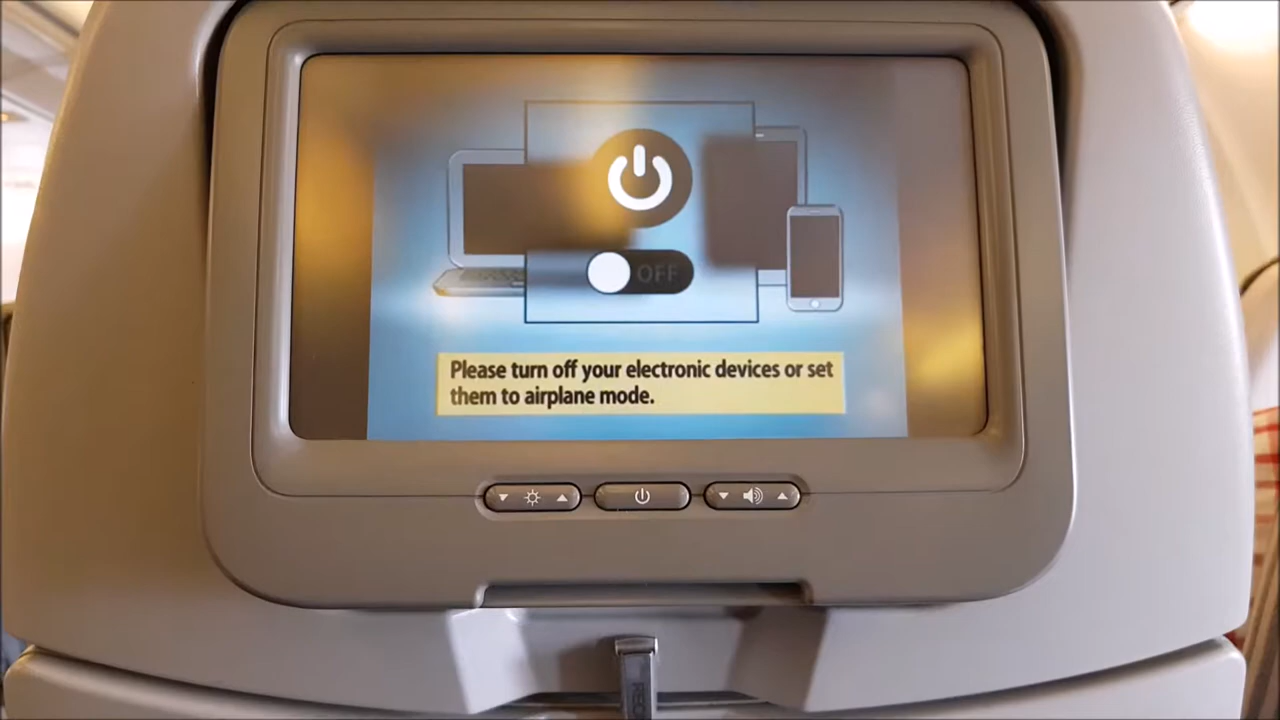 OFF
Please turn off your electronic devices or set
them to airplane mode.